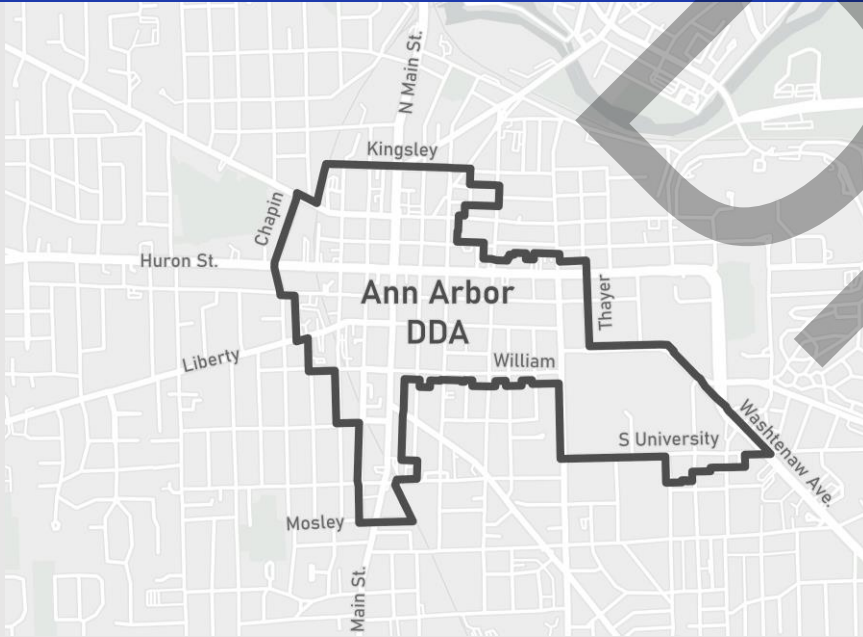 N Main St.
Kingsley
Chapin
Huron St.
Ann Arbor
DDA
Thayer
Liberty
William
S University
Washtenaw Ave.
Mosley
Main St.